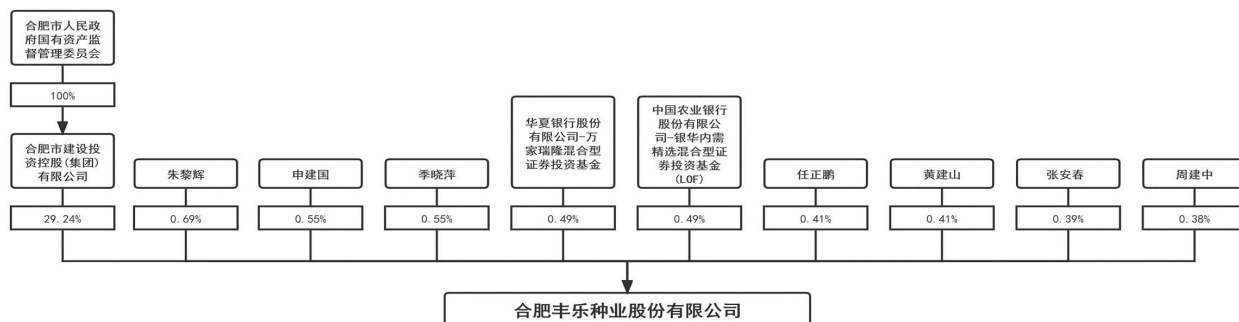 合肥市人民政
府国有资产监
督管理委员会
100%
合肥市建设投
资控股(集团)
有限公司
朱黎辉
申建国
季晓萍
华夏银行股份
有限公司-万
家瑞隆混合型
证券投资基金
中国农业银行
股份有限公
司-银华内需
精选混合型证
券投资基金
(LOF)
任正鹏
黄建山
张安春
周建中
29.24%
0.69%
0.55%
0.55%
0.49%
0.49%
0.41%
0.41%
0.39%
0.38%
合肥丰乐种业股份有限公司